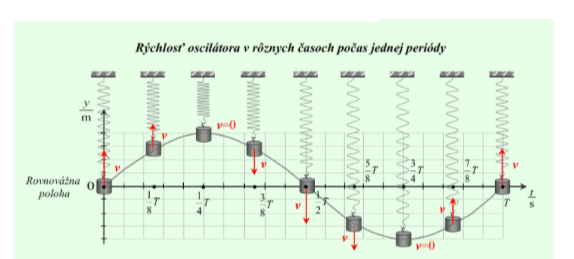 Rýchlosť oscilátora v rôznych časoch počas jednej periódy
y/m
v
v
v=0
v
Rovnovážna
poloha
0
1/8 T
1/4 T
3/8 T
v
1/2 T
5/8 T
3/4 T
7/8 T
v
T
t/s
v
v
v=0